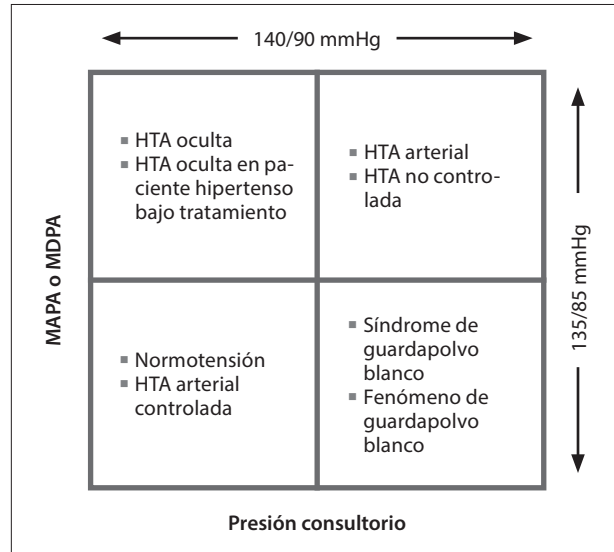 140/90 mmHg
▪ HTA oculta
▪ HTA oculta en pa-
ciente hipertenso
bajo tratamiento
▪ HTA arterial
▪ HTA no contro-
lada
▪ Normotensión
▪ HTA arterial
controlada
▪ Síndrome de
guardapolvo
blanco
▪ Fenómeno de
guardapolvo
blanco
MAPA o MDPA
135/85 mmHg
Presión consultorio